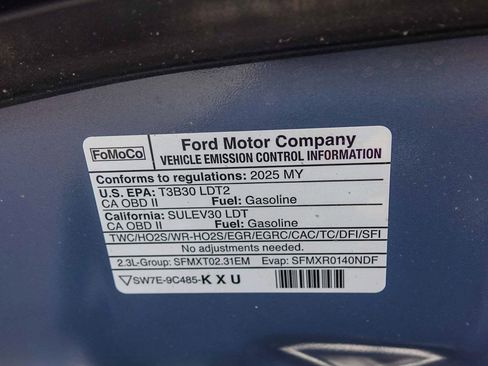 FoMoCo
Ford Motor Company
VEHICLE EMISSION CONTROL INFORMATION
Conforms to regulations: 2025 MY
U.S. EPA: T3B30 LDT2
CA OBD II Fuel: Gasoline
California: SULEV30 LDT
CA OBD II Fuel: Gasoline
TWC/HO2S/WR-HO2S/EGR/EGRC/CAC/TC/DFI/SFI
No adjustments needed.
2.3L-Group: SFMXT02.31EM Evap: SFMXR0140NDF
SW7E-9C485-K X U